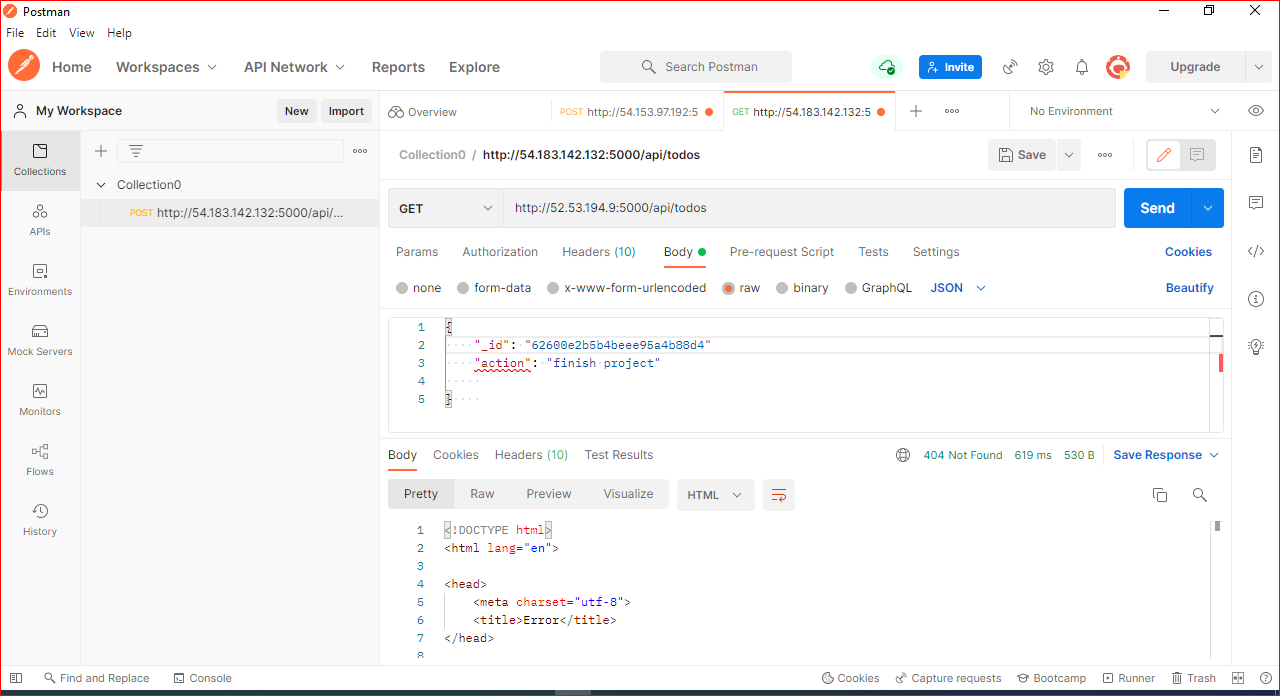 Postman
File Edit View Help
Home Workspaces API Network Reports Explore Search Postman Invite Upgrade
My Workspace New Import
Overview POST http://54.153.97.192:5 GET http://54.183.142.132:5 No Environment
Collections
APIs
Environments
Mock Servers
Monitors
Flows
History
Collection0
POST http://54.183.142.132:5000/api/...
Collection0 / http://54.183.142.132:5000/api/todos Save
GET http://52.53.194.9:5000/api/todos Send
Params Authorization Headers (10) Body Pre-request Script Tests Settings Cookies
none form-data x-www-form-urlencoded raw binary GraphQL JSON Beautify
1 {
2 "_id": "62600e2b5b4beee95a4b88d4"
3 "action": "finish project"
4
5 }
Body Cookies Headers (10) Test Results 404 Not Found 619 ms 530 B Save Response
Pretty Raw Preview Visualize HTML
1 <!DOCTYPE html>
2 <html lang="en">
3
4 <head>
5 <meta charset="utf-8">
6 <title>Error</title>
7 </head>
8
Find and Replace Console Cookies Capture requests Bootcamp Runner Trash